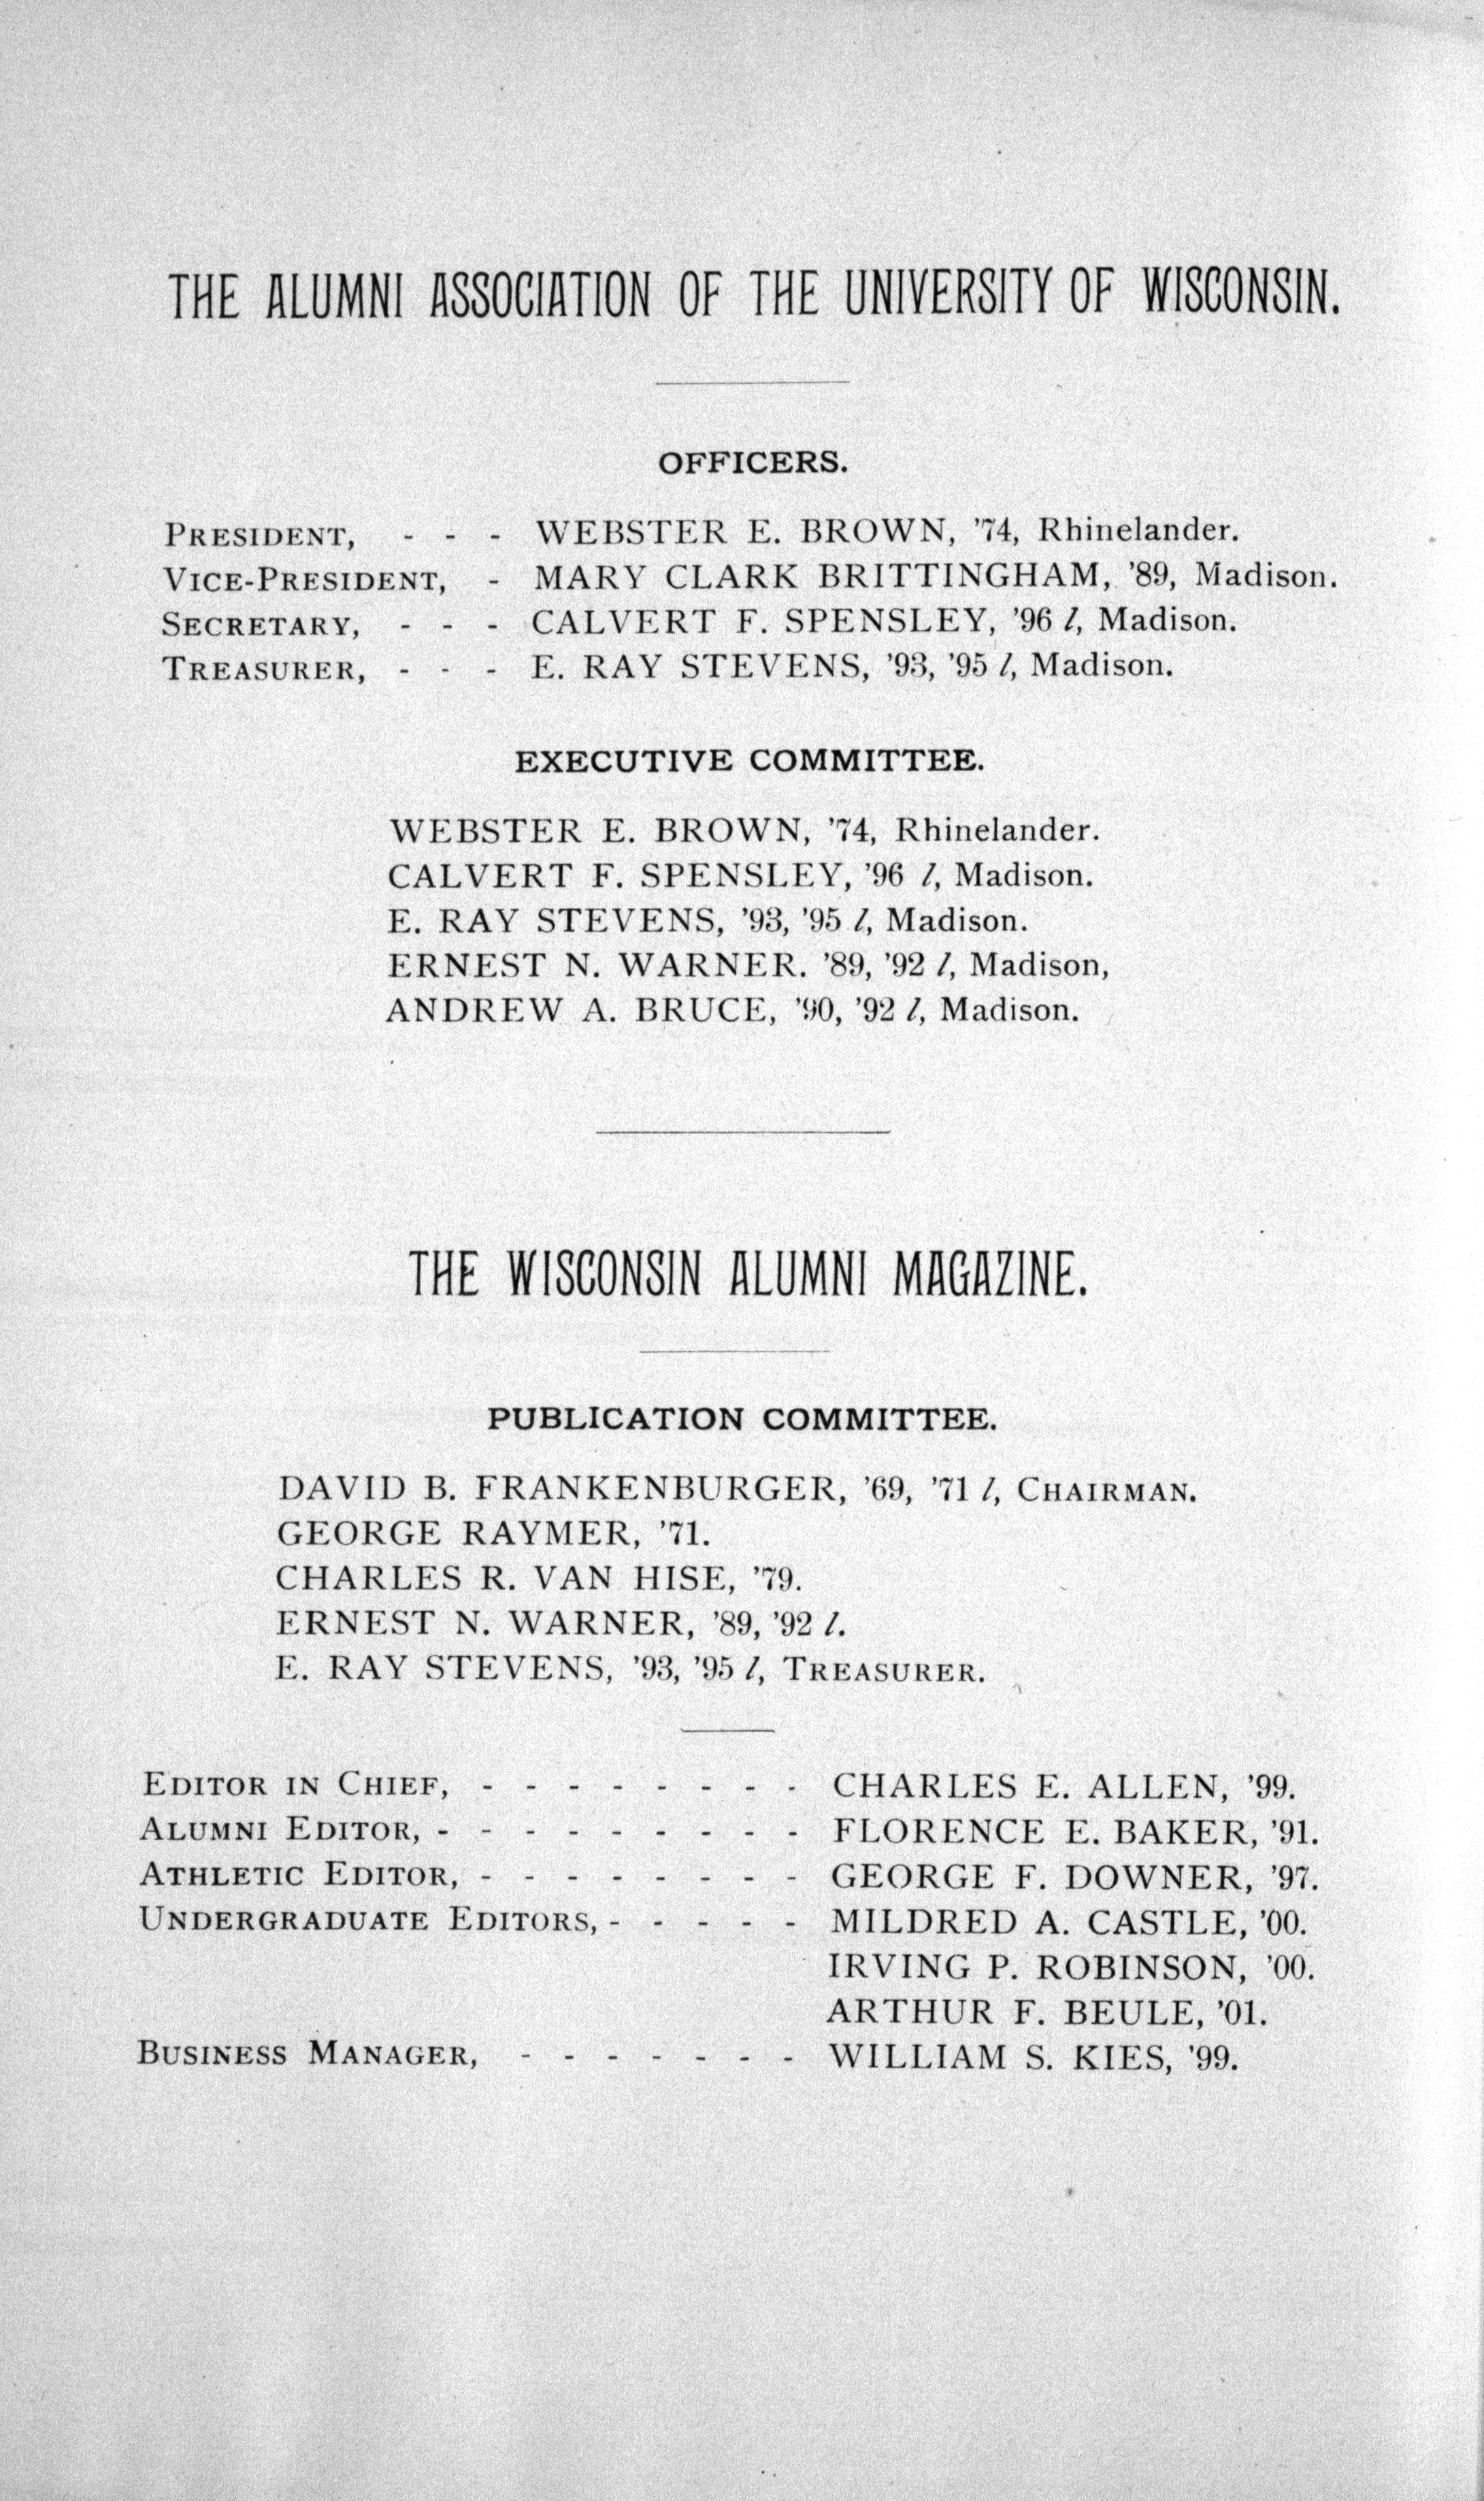 THE ALUMNI ASSOCIATION OF THE UNIVERSITY OF WISCONSIN.
OFFICERS.
PRESIDENT, - - - WEBSTER E. BROWN, '74, Rhinelander.
VICE-PRESIDENT, - MARY CLARK BRITTINGHAM, '89, Madison.
SECRETARY, - - - CALVERT F. SPENSLEY, '96 l, Madison.
TREASURER, - - - E. RAY STEVENS, '93, '95 l, Madison.
EXECUTIVE COMMITTEE.
WEBSTER E. BROWN, '74, Rhinelander.
CALVERT F. SPENSLEY, '96 l, Madison.
E. RAY STEVENS, '93, '95 l, Madison.
ERNEST N. WARNER. '89, '92 l, Madison,
ANDREW A. BRUCE, '90, '92 l, Madison.
THE WISCONSIN ALUMNI MAGAZINE.
PUBLICATION COMMITTEE.
DAVID B. FRANKENBURGER, '69, '71 l, CHAIRMAN.
GEORGE RAYMER, '71.
CHARLES R. VAN HISE, '79.
ERNEST N. WARNER, '89, '92 l.
E. RAY STEVENS, '93, '95 l, TREASURER.
EDITOR IN CHIEF, - - - - - - - - CHARLES E. ALLEN, '99.
ALUMNI EDITOR, - - - - - - - - - FLORENCE E. BAKER, '91.
ATHLETIC EDITOR, - - - - - - - - GEORGE F. DOWNER, '97.
UNDERGRADUATE EDITORS, - - - - - MILDRED A. CASTLE, '00.
IRVING P. ROBINSON, '00.
ARTHUR F. BEULE, '01.
BUSINESS MANAGER, - - - - - - - WILLIAM S. KIES, '99.